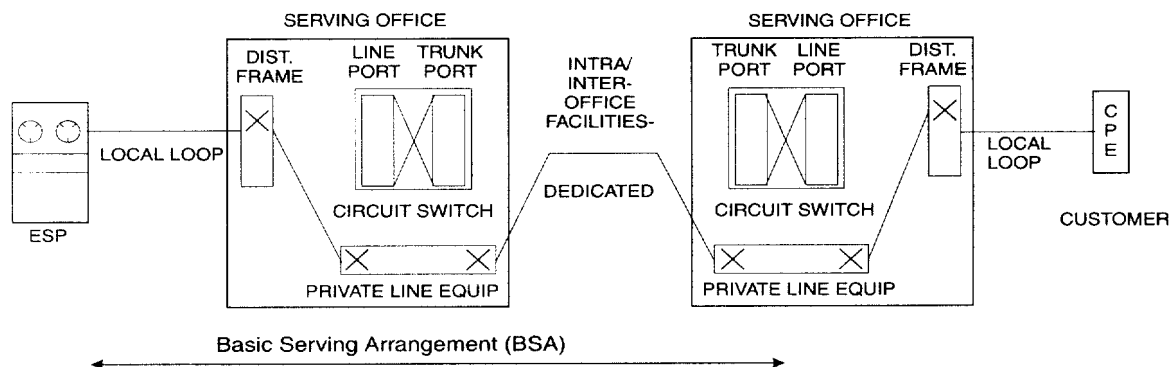 SERVING OFFICE
DIST.
FRAME
LINE
PORT
TRUNK
PORT
CIRCUIT SWITCH
PRIVATE LINE EQUIP
LOCAL LOOP
ESP
INTRA/
INTER-
OFFICE
FACILITIES-
DEDICATED
SERVING OFFICE
TRUNK
PORT
LINE
PORT
DIST.
FRAME
CIRCUIT SWITCH
PRIVATE LINE EQUIP
LOCAL
LOOP
C
P
E
CUSTOMER
Basic Serving Arrangement (BSA)